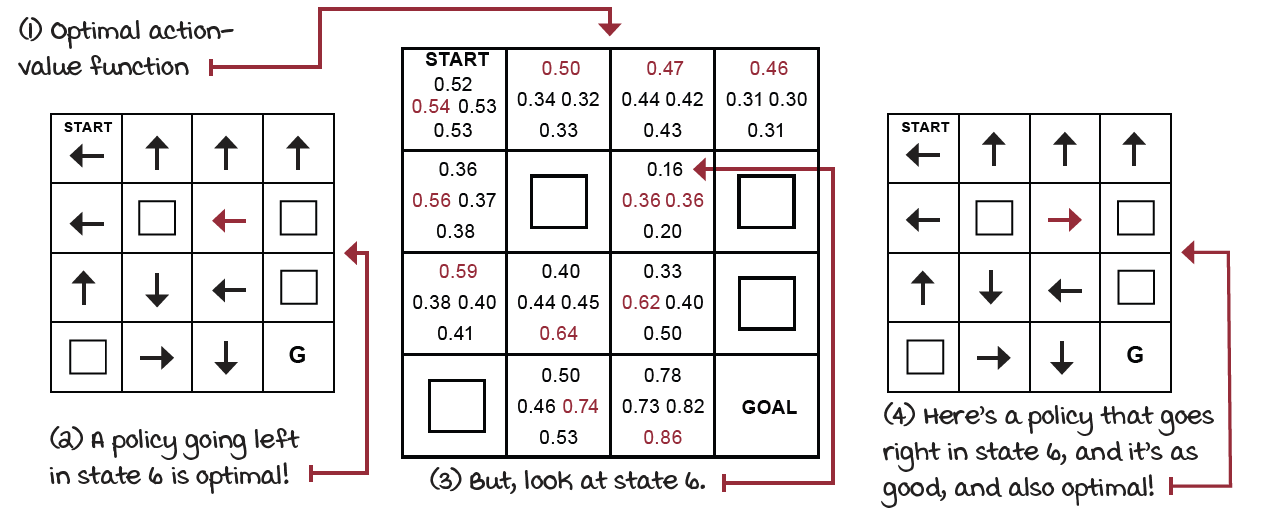 (1) Optimal action-
value function
START
0.52
0.54 0.53
0.53
0.50
0.34 0.32
0.33
0.47
0.44 0.42
0.43
0.46
0.31 0.30
0.31
0.36
0.56 0.37
0.38
0.16
0.36 0.36
0.20
0.59
0.38 0.40
0.41
0.40
0.44 0.45
0.64
0.33
0.62 0.40
0.50
0.50
0.46 0.74
0.53
0.78
0.73 0.82
0.86
GOAL
START
G
(2) A policy going left
in state 6 is optimal!
(3) But, look at state 6.
START
G
(4) Here's a policy that goes
right in state 6, and it's as
good, and also optimal!